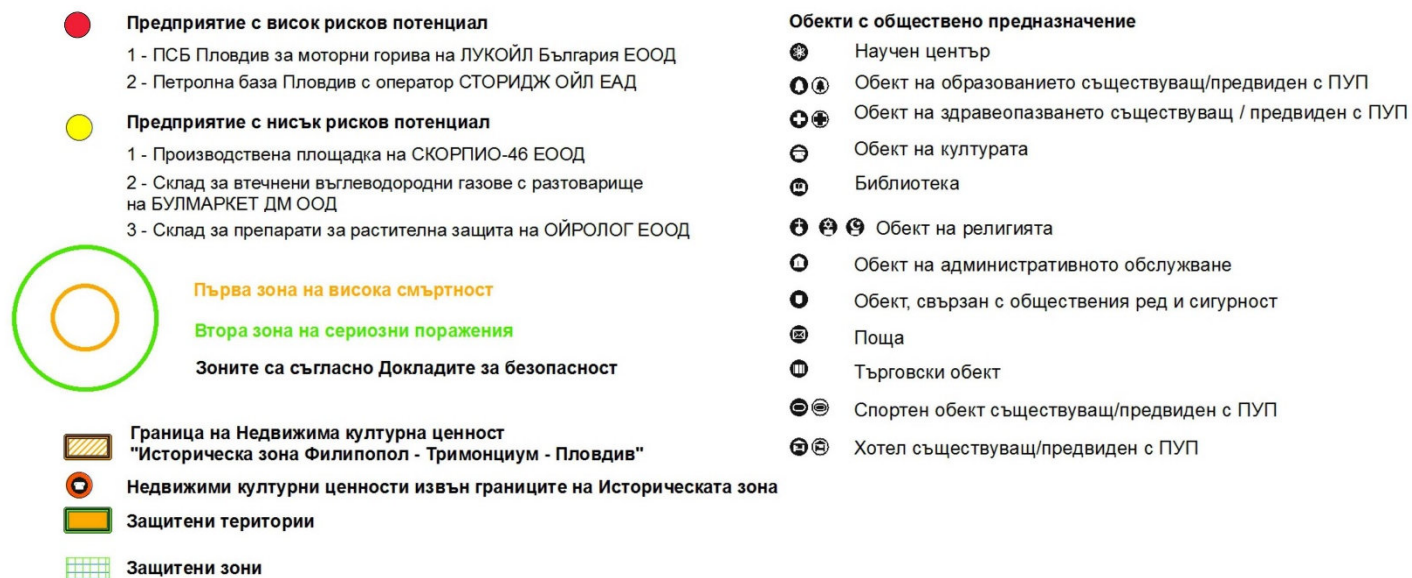 Предприятие с висок рисков потенциал
1 - ПСБ Пловдив за моторни горива на ЛУКОЙЛ България ЕООД
2 - Петролна база Пловдив с оператор СТОРИДЖ ОЙЛ ЕАД
Предприятие с нисък рисков потенциал
1 - Производствена площадка на СКОРПИО-46 ЕООД
2 - Склад за втечнени въглеводородни газове с разтоварище
на БУЛМАРКЕТ ДМ ООД
3 - Склад за препарати за растителна защита на ОЙРОЛОГ ЕООД
Първа зона на висока смъртност
Втора зона на сериозни поражения
Зоните са съгласно Докладите за безопасност
Граница на Недвижима културна ценност
"Историческа зона Филипопол - Тримонциум - Пловдив"
Недвижими културни ценности извън границите на Историческата зона
Защитени територии
Защитени зони
Обекти с обществено предназначение
Научен център
Обект на образованието съществуващ/предвиден с ПУП
Обект на здравеопазването съществуващ / предвиден с ПУП
Обект на културата
Библиотека
Обект на религията
Обект на административното обслужване
Обект, свързан с обществения ред и сигурност
Поща
Търговски обект
Спортен обект съществуващ/предвиден с ПУП
Хотел съществуващ/предвиден с ПУП